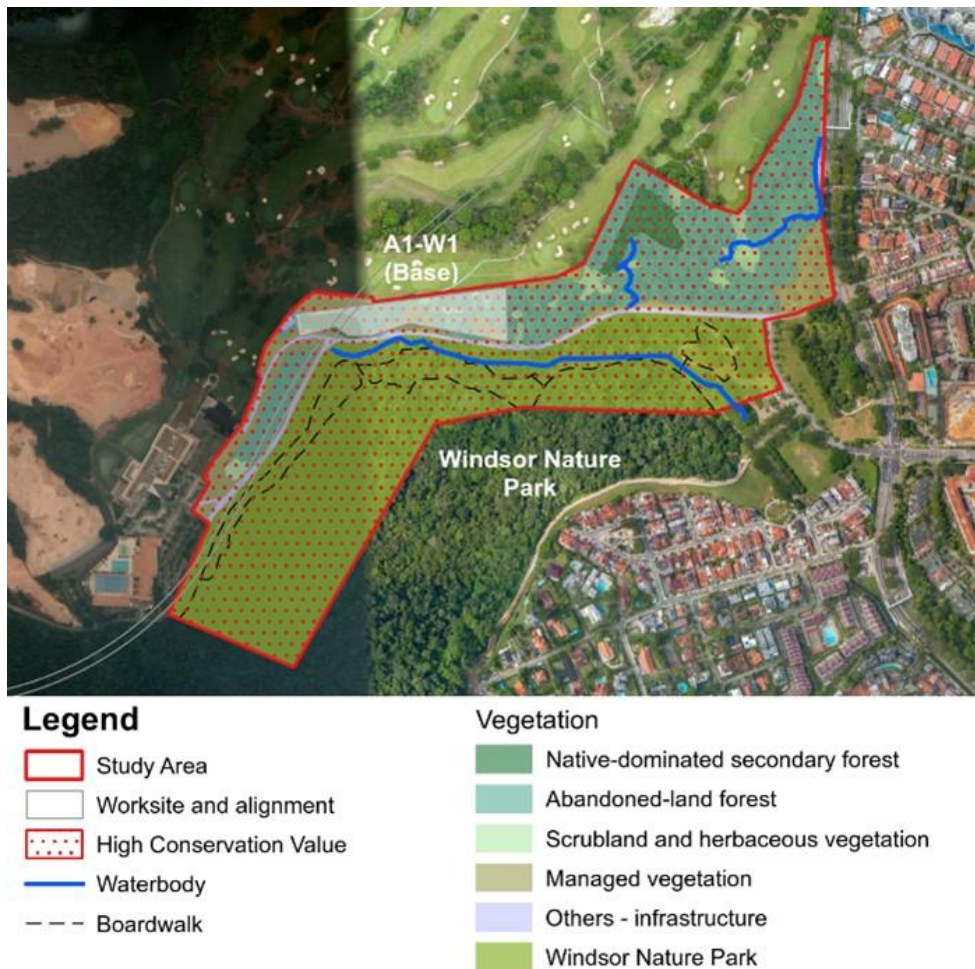 A1-W1
(Base)
Windsor Nature
Park
Legend
Study Area
Worksite and alignment
High Conservation Value
Waterbody
Boardwalk
Vegetation
Native-dominated secondary forest
Abandoned-land forest
Scrubland and herbaceous vegetation
Managed vegetation
Others - infrastructure
Windsor Nature Park